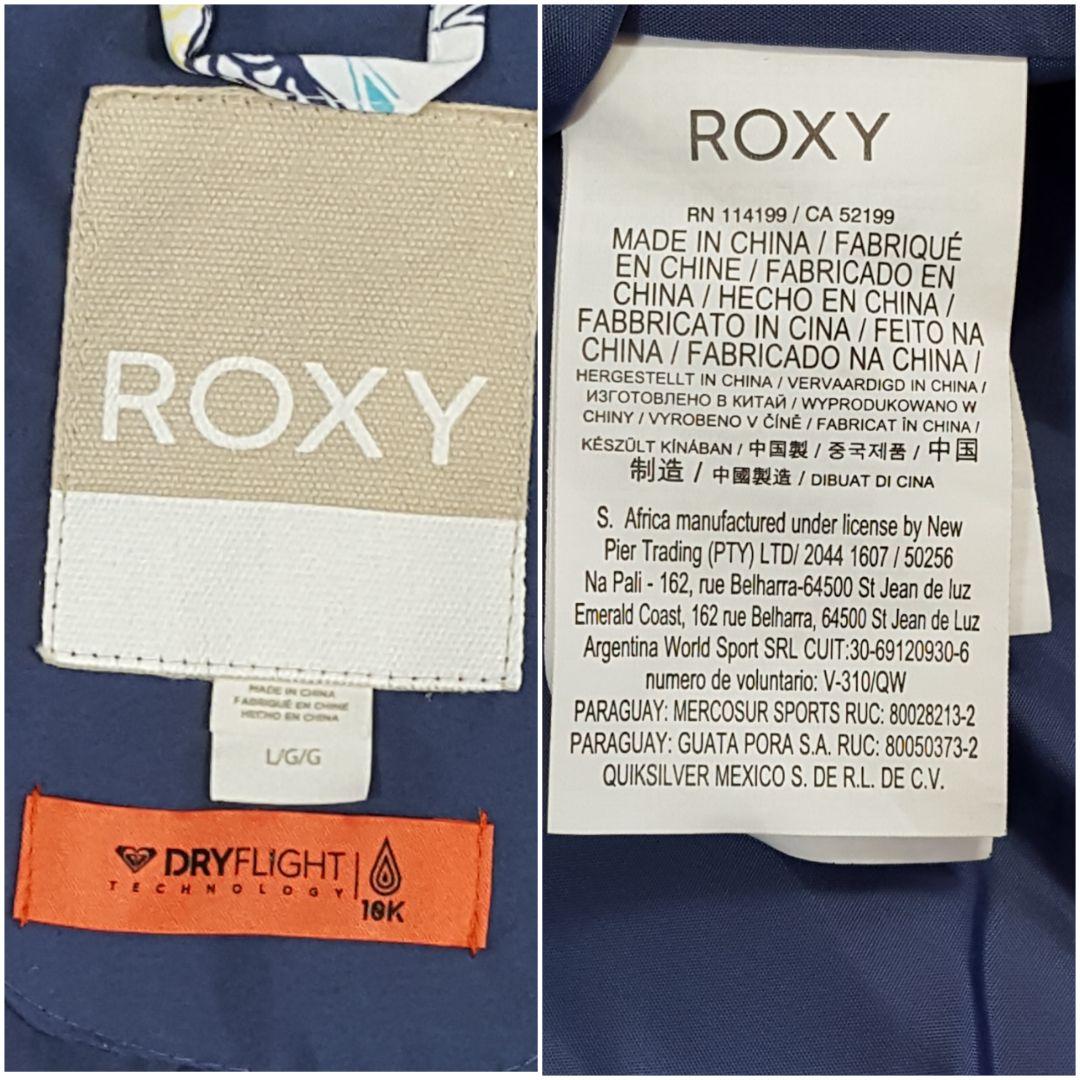 ROXY
MADE IN CHINA
FABRIQUÉ EN CHINE
HECHO EN CHINA
L/G/G
DRYFLIGHT
TECHNOLOGY
10K
ROXY
RN 114199 / CA 52199
MADE IN CHINA / FABRIQUÉ
EN CHINE / FABRICADO EN
CHINA / HECHO EN CHINA /
FABBRICATO IN CINA / FEITO NA
CHINA / FABRICADO NA CHINA /
HERGESTELLT IN CHINA / VERVAARDIGD IN CHINA /
ИЗГОТОВЛЕНО В КИТАЙ / WYPRODUKOWANO W
CHINY / VYROBENO V ČÍNĚ / FABRICAT ÎN CHINA /
KÉSZÜLT KÍNÁBAN / 中国製 / 중국제품 / 中国
制造 / 中國製造 / DIBUAT DI CINA
S. Africa manufactured under license by New
Pier Trading (PTY) LTD/ 2044 1607 / 50256
Na Pali - 162, rue Belharra-64500 St Jean de luz
Emerald Coast, 162 rue Belharra, 64500 St Jean de Luz
Argentina World Sport SRL CUIT:30-69120930-6
numero de voluntario: V-310/QW
PARAGUAY: MERCOSUR SPORTS RUC: 80028213-2
PARAGUAY: GUATA PORA S.A. RUC: 80050373-2
QUIKSILVER MEXICO S. DE R.L. DE C.V.